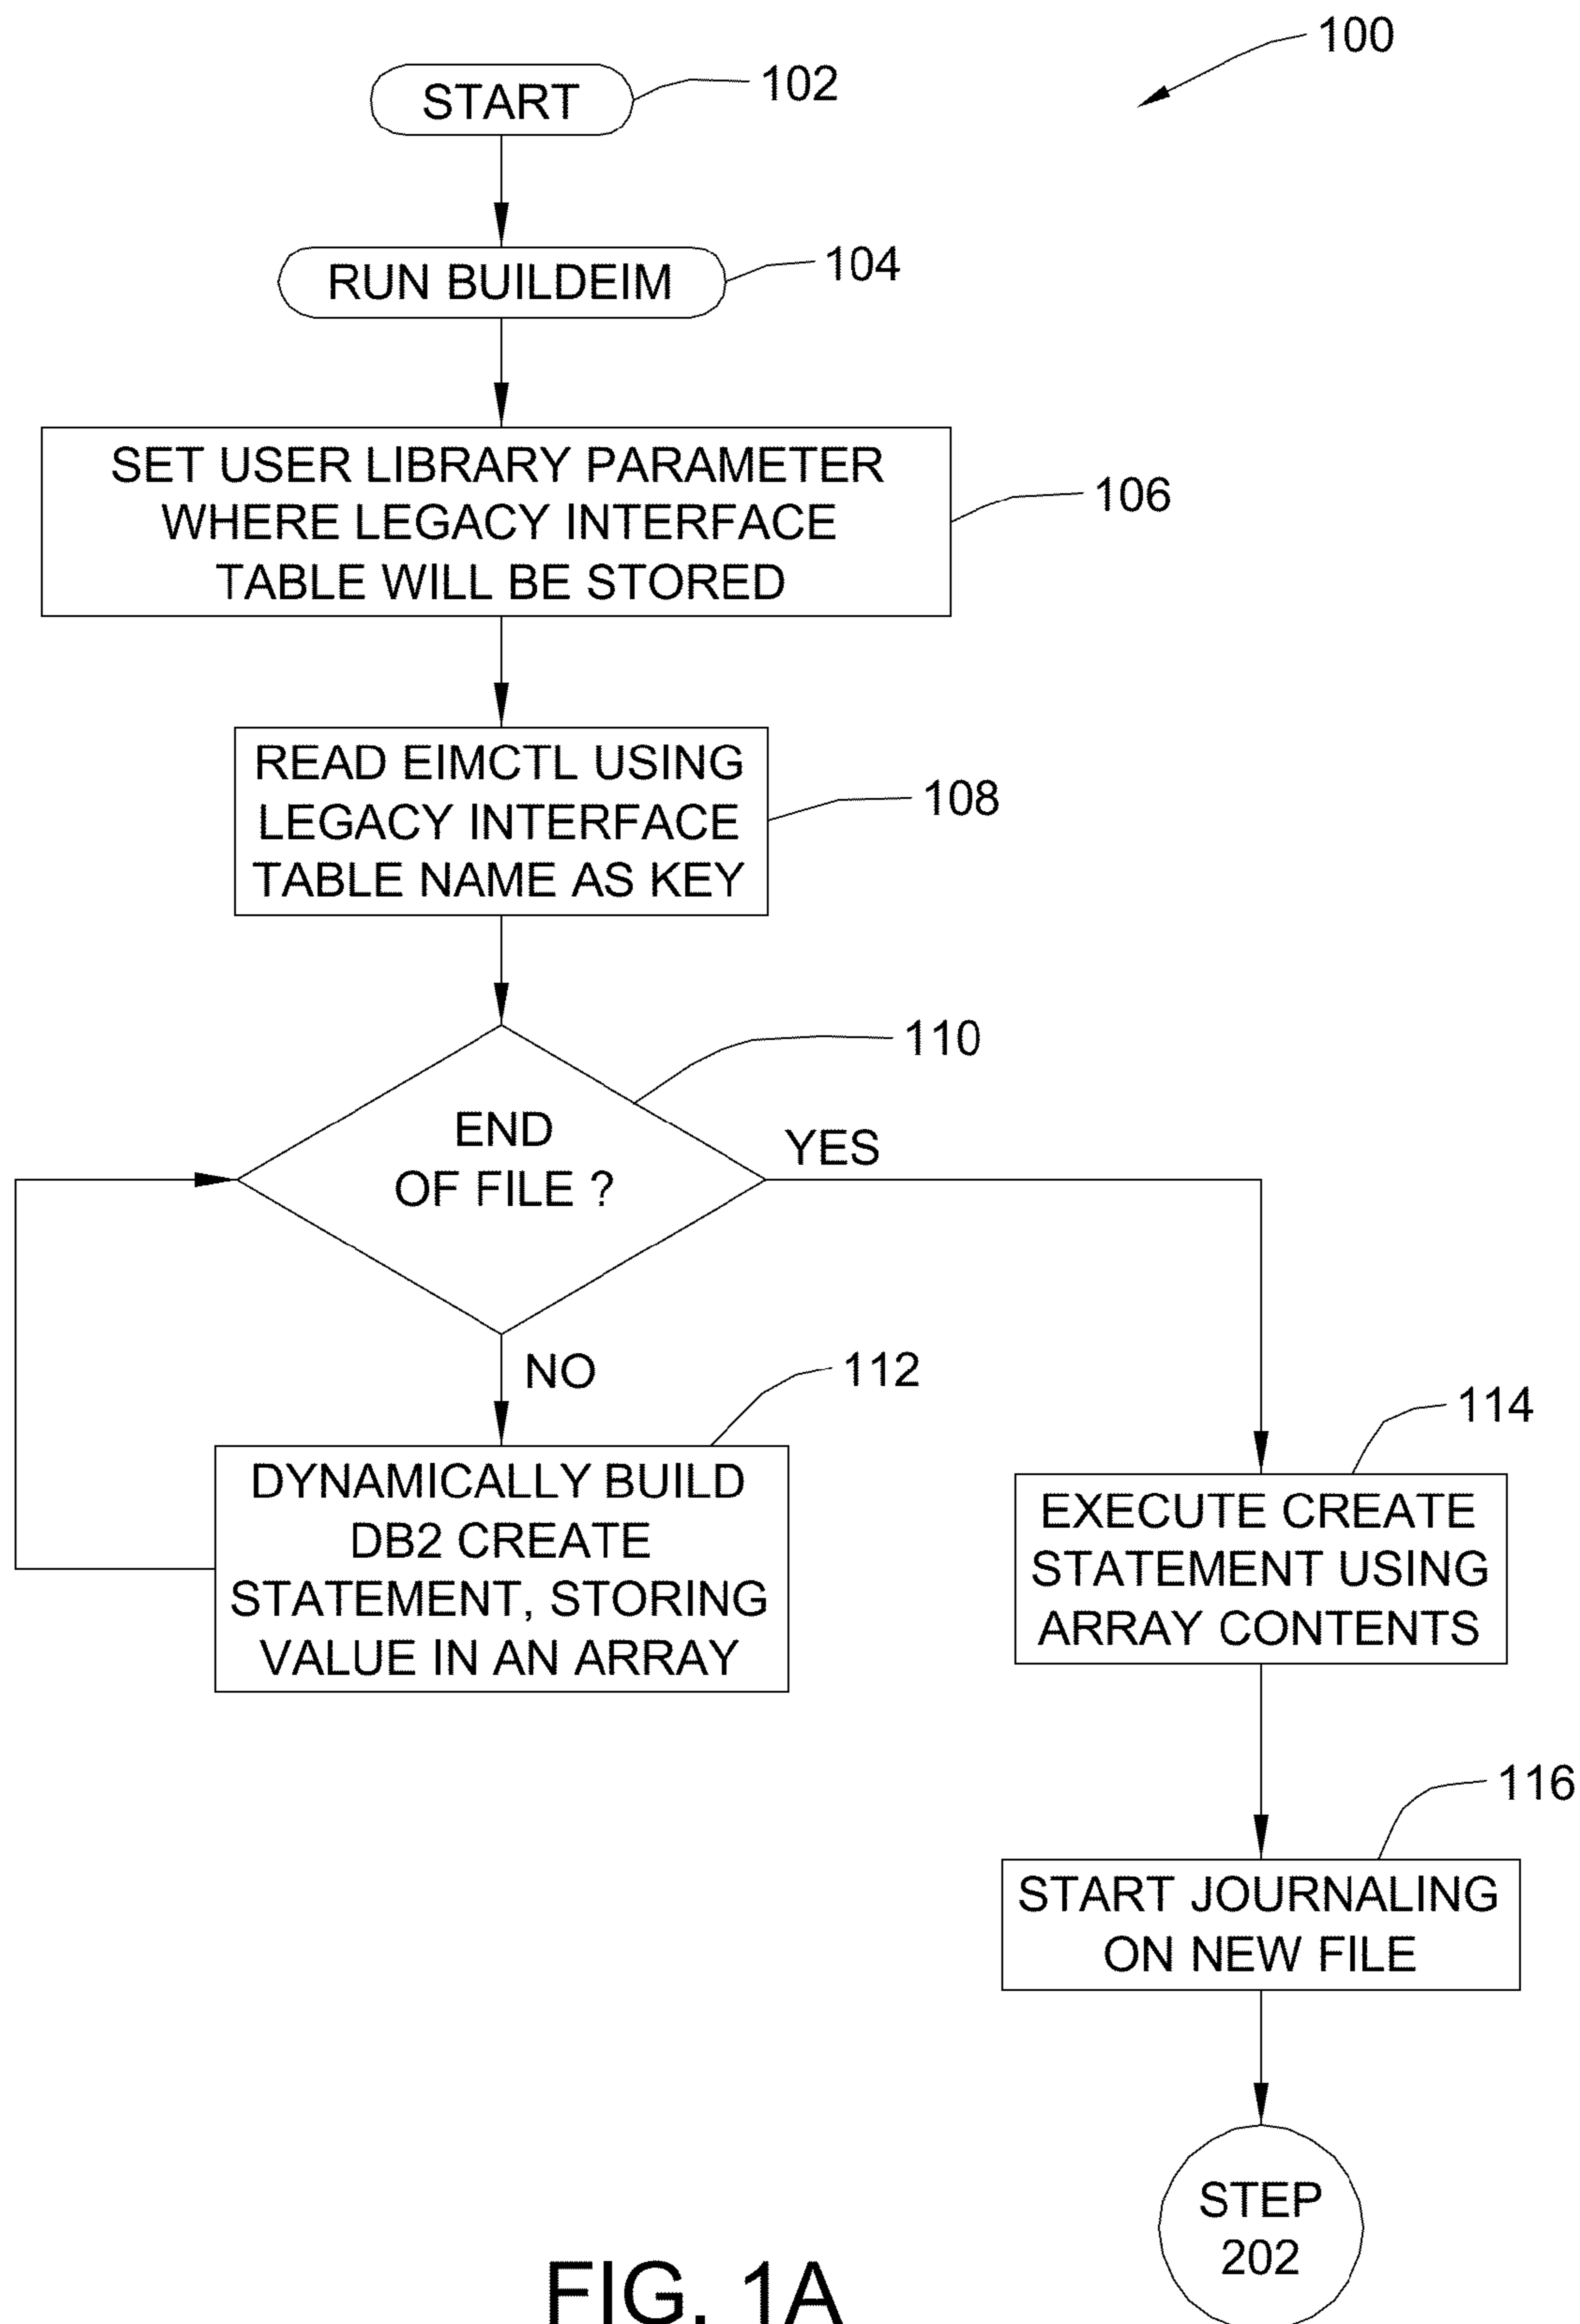 100
START
102
RUN BUILDEIM
104
SET USER LIBRARY PARAMETER
WHERE LEGACY INTERFACE
TABLE WILL BE STORED
106
READ EIMCTL USING
LEGACY INTERFACE
TABLE NAME AS KEY
108
110
END
OF FILE ?
YES
NO
112
DYNAMICALLY BUILD
DB2 CREATE
STATEMENT, STORING
VALUE IN AN ARRAY
114
EXECUTE CREATE
STATEMENT USING
ARRAY CONTENTS
116
START JOURNALING
ON NEW FILE
STEP
202
FIG. 1A